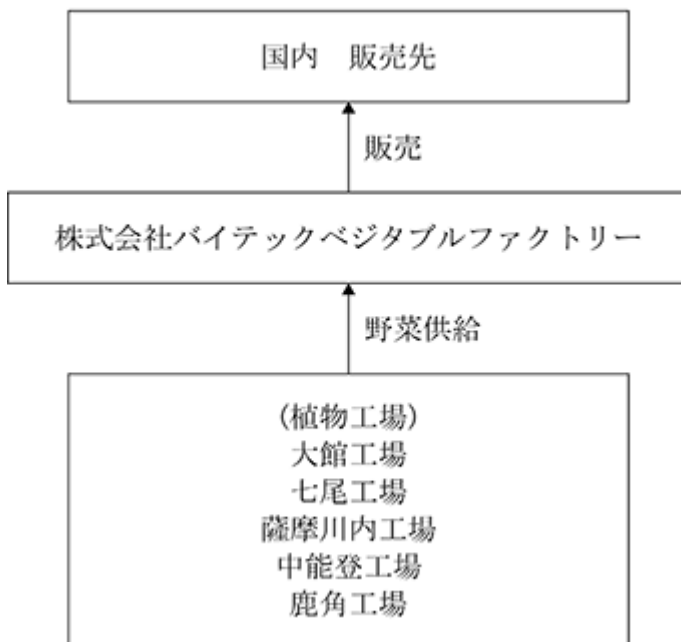 国内　販売先
販売
株式会社バイテックベジタブルファクトリー
野菜供給
(植物工場)
大館工場
七尾工場
薩摩川内工場
中能登工場
鹿角工場